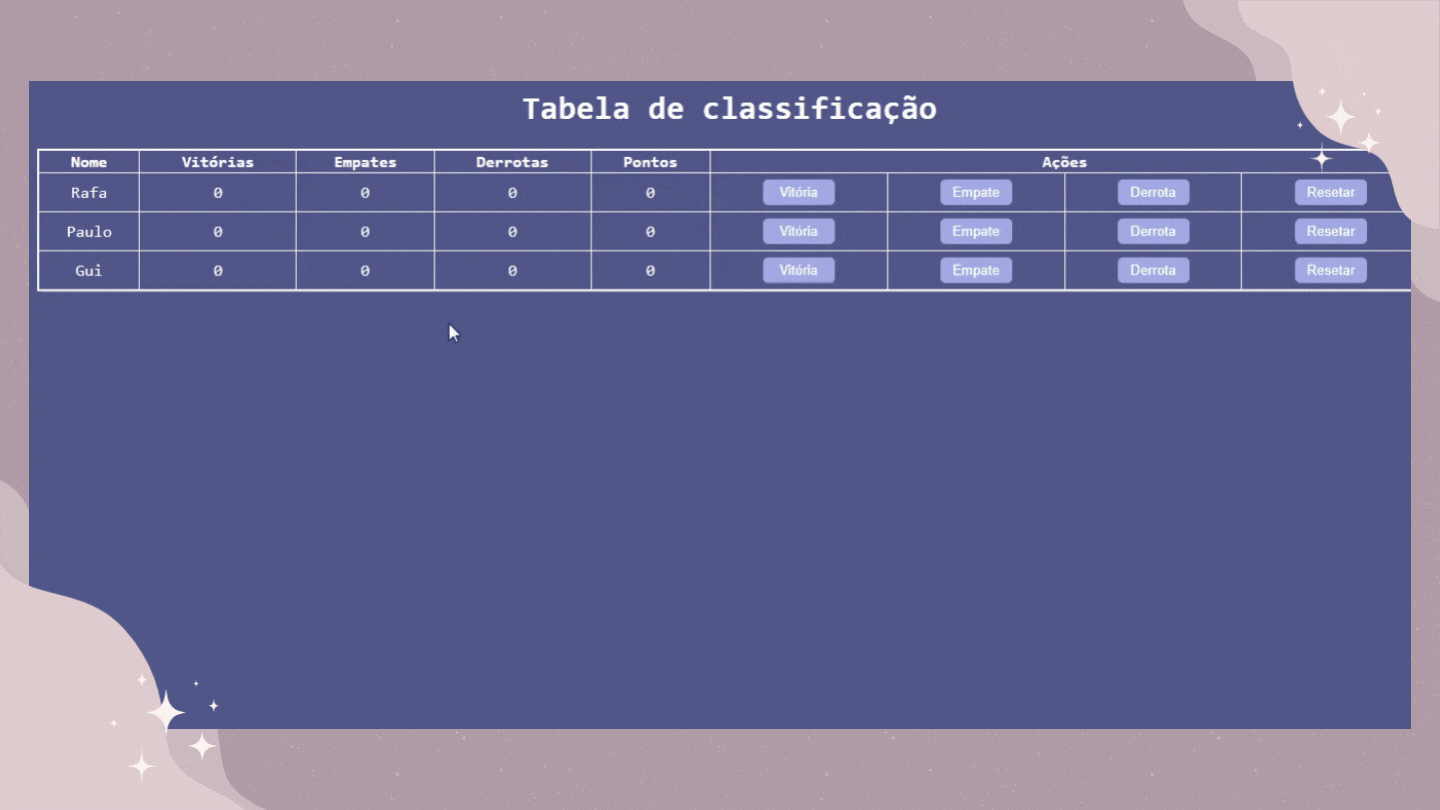 Tabela de classificação
Nome Vitórias Empates Derrotas Pontos Ações
Rafa 0 0 0 0 Vitória Empate Derrota Resetar
Paulo 0 0 0 0 Vitória Empate Derrota Resetar
Gui 0 0 0 0 Vitória Empate Derrota Resetar